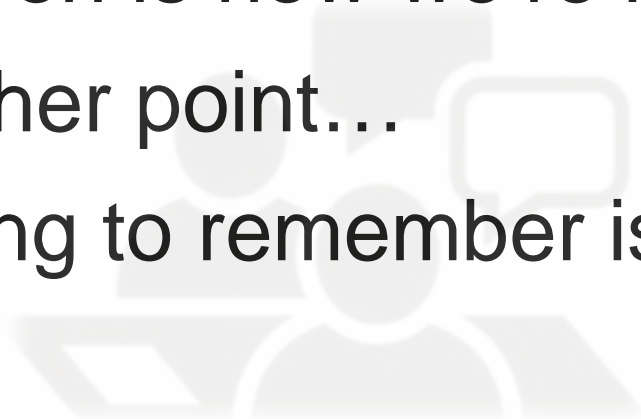 her point…
ng to remember is